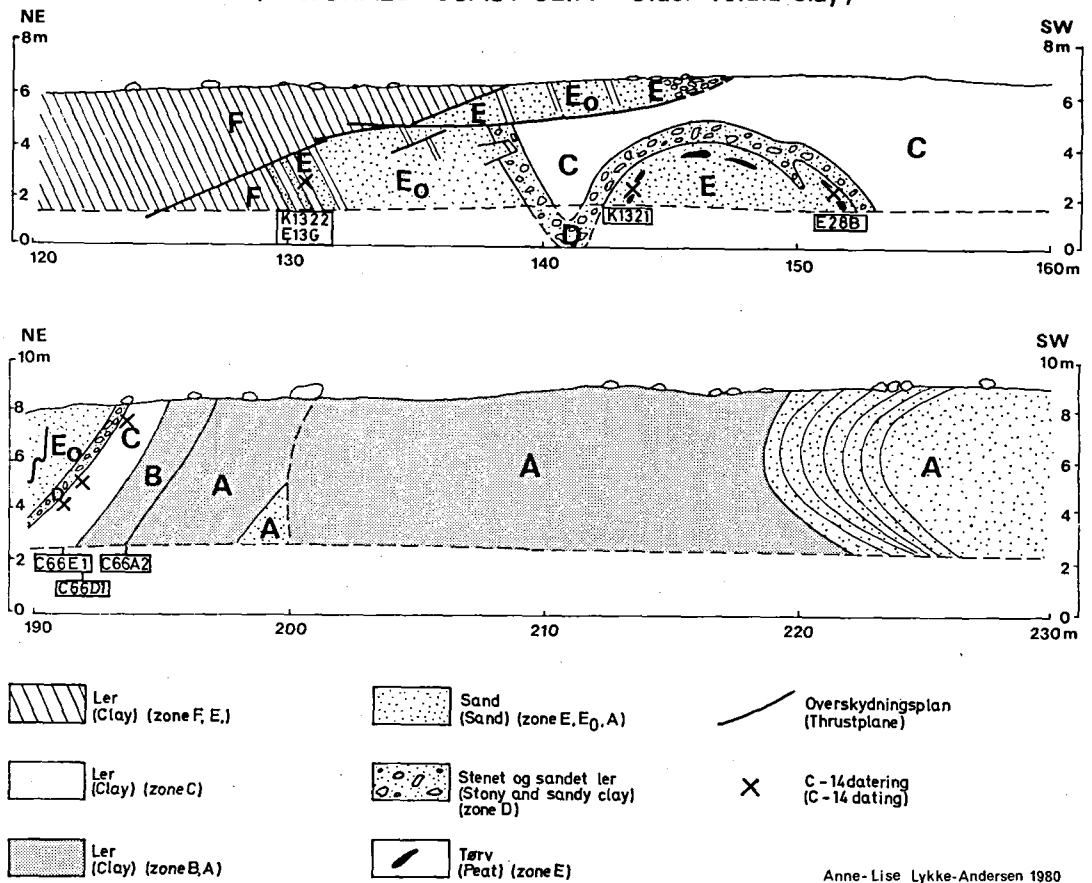 NE
SW
8m
8m
6
6
4
4
2
2
0
0
F
E
E₀
E
F
E
E₀
C
C
E
D
K1322
E13G
K1321
E28B
120
130
140
150
160m
NE
SW
10m
10m
8
8
6
6
4
4
2
2
0
0
E₀
C
D
B
A
A
A
A
C66E1
C66A2
C66D1
190
200
210
220
230m
Ler
(Clay) (zone F, E,)
Sand
(Sand) (zone E, E₀, A)
Overskydningsplan
(Thrustplane)
Ler
(Clay) (zone C)
Stenet og sandet ler
(Stony and sandy clay)
(zone D)
C-14 datering
(C-14 dating)
Ler
(Clay) (zone B, A)
Tørv
(Peat) (zone E)
Anne-Lise Lykke-Andersen 1980